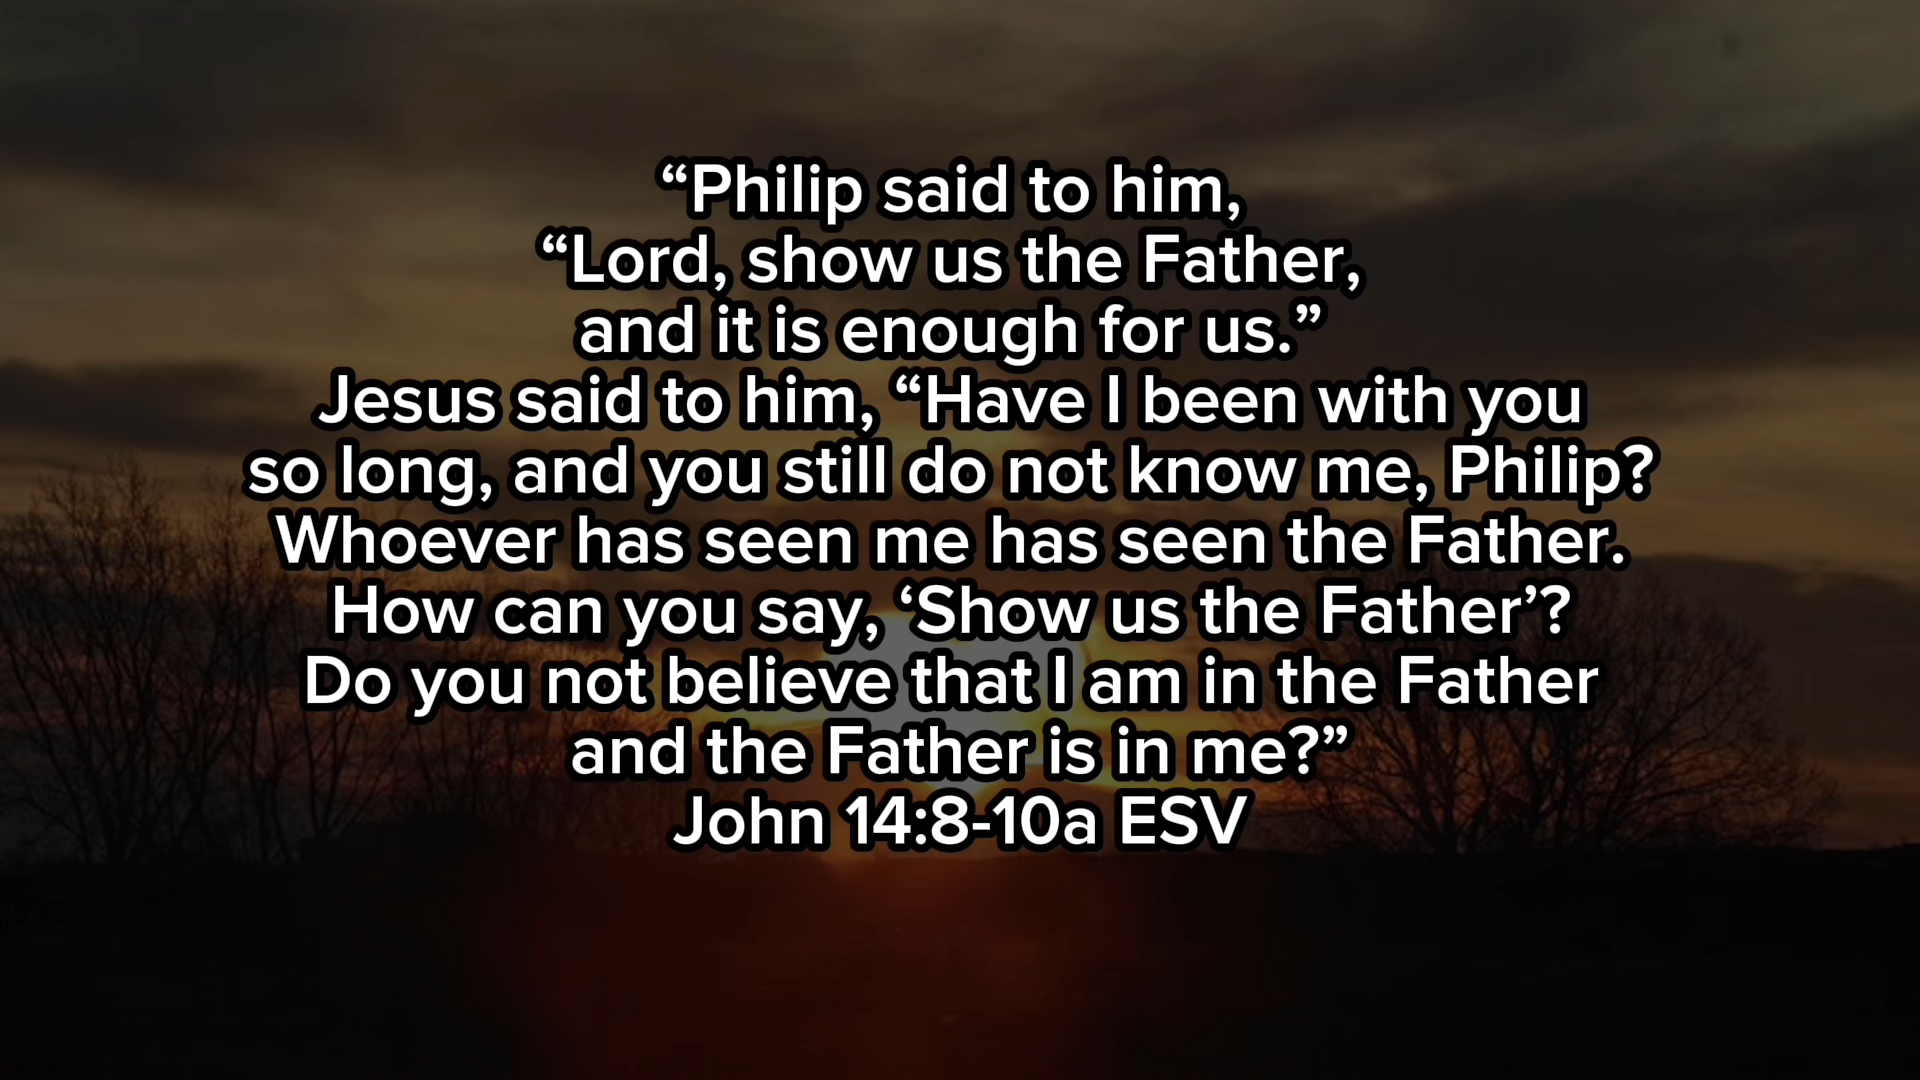 “Philip said to him,
“Lord, show us the Father,
and it is enough for us.”
Jesus said to him, “Have I been with you
so long, and you still do not know me, Philip?
Whoever has seen me has seen the Father.
How can you say, ‘Show us the Father’?
Do you not believe that I am in the Father
and the Father is in me?”
John 14:8-10a ESV